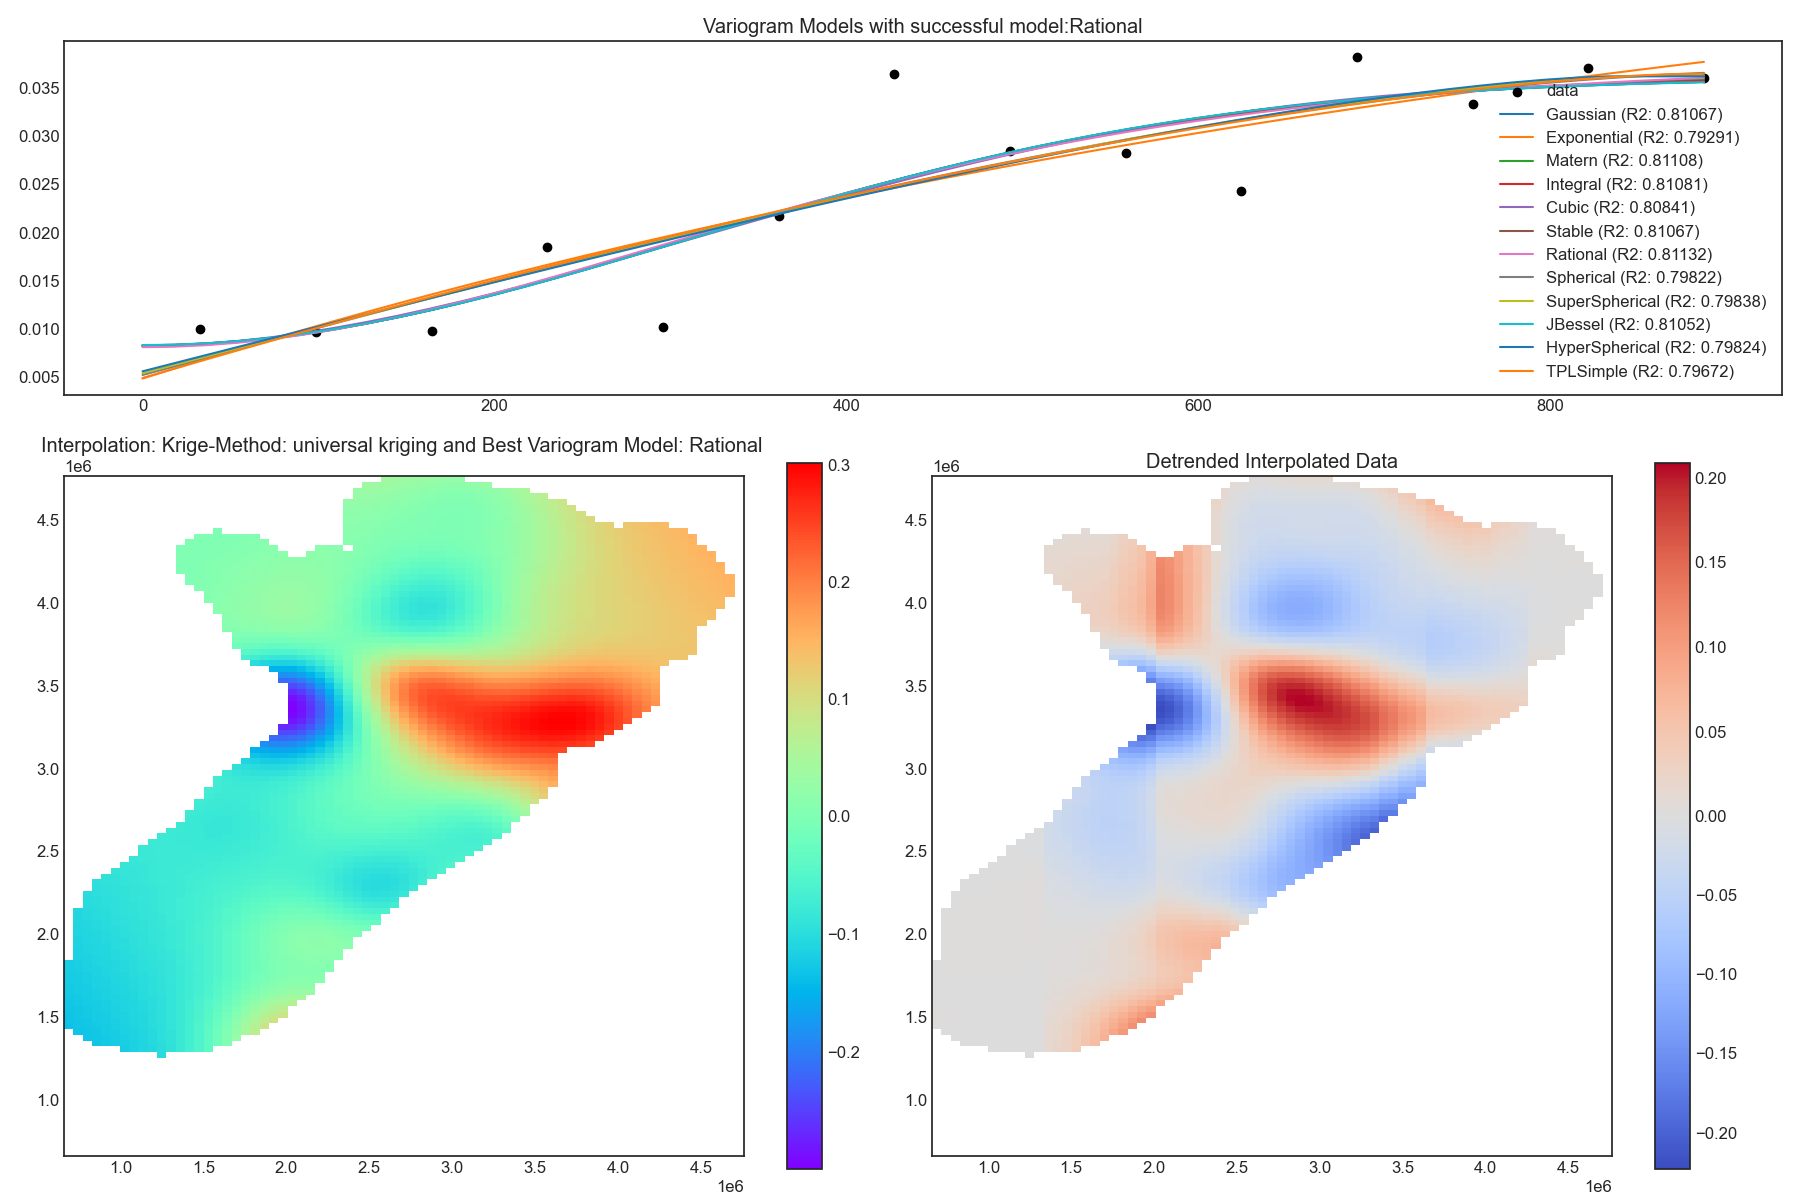 Variogram Models with successful model:Rational
0.035
0.030
0.025
0.020
0.015
0.010
0.005
0
200
400
600
800
data
Gaussian (R2: 0.81067)
Exponential (R2: 0.79291)
Matern (R2: 0.81108)
Integral (R2: 0.81081)
Cubic (R2: 0.80841)
Stable (R2: 0.81067)
Rational (R2: 0.81132)
Spherical (R2: 0.79822)
SuperSpherical (R2: 0.79838)
JBessel (R2: 0.81052)
HyperSpherical (R2: 0.79824)
TPLSimple (R2: 0.79672)
Interpolation: Krige-Method: universal kriging and Best Variogram Model: Rational
1e6
4.5
4.0
3.5
3.0
2.5
2.0
1.5
1.0
1.0
1.5
2.0
2.5
3.0
3.5
4.0
4.5
1e6
0.3
0.2
0.1
0.0
−0.1
−0.2
Detrended Interpolated Data
1e6
4.5
4.0
3.5
3.0
2.5
2.0
1.5
1.0
1.0
1.5
2.0
2.5
3.0
3.5
4.0
4.5
1e6
0.20
0.15
0.10
0.05
0.00
−0.05
−0.10
−0.15
−0.20